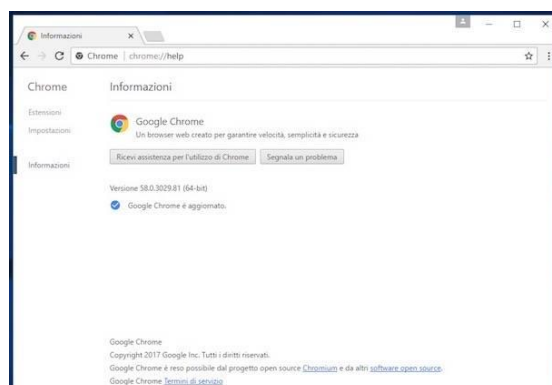 Informazioni
Chrome | chrome://help
Chrome
Informazioni
Estensioni
Impostazioni
Informazioni
Google Chrome
Un browser web creato per garantire velocità, semplicità e sicurezza
Ricevi assistenza per l'utilizzo di Chrome
Segnala un problema
Versione 58.0.3029.81 (64-bit)
Google Chrome è aggiornato.
Google Chrome
Copyright 2017 Google Inc. Tutti i diritti riservati.
Google Chrome è reso possibile dal progetto open source Chromium e da altri software open source.
Google Chrome Termini di servizio